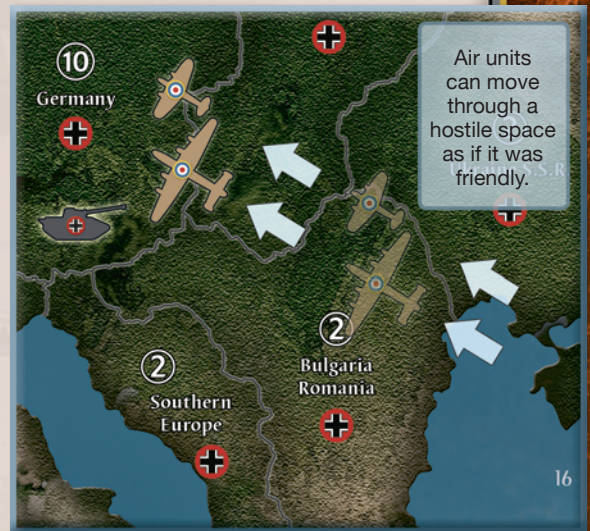 10
Germany
Air units
can move
through a
hostile space
as if it was
friendly.
Ukraine S.S.R
2
Bulgaria
Romania
2
Southern
Europe
16